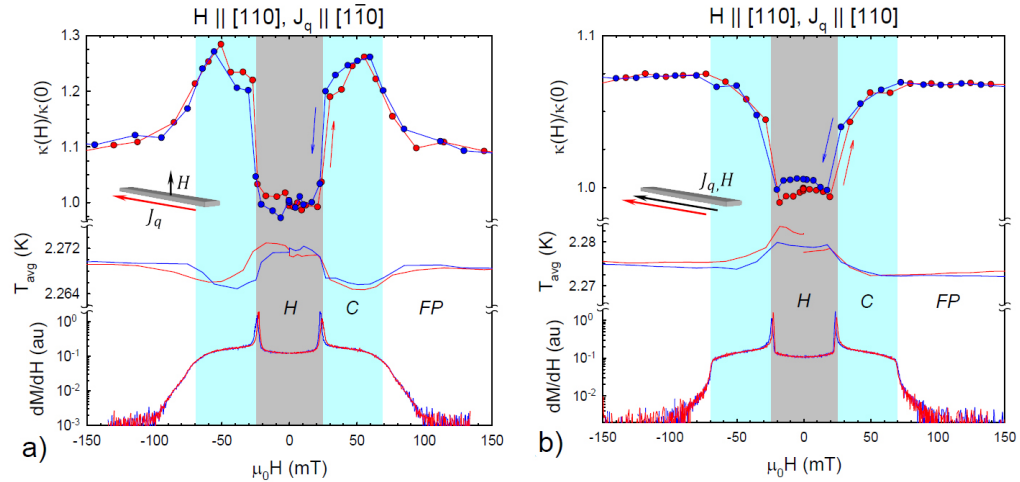 H || [110], J_q || [11̅0]
1.3
1.2
1.1
1.0
κ(H)/κ(0)
H
J_q
2.272
2.264
T_avg (K)
H C FP
10^0
10^-1
10^-2
10^-3
dM/dH (au)
-150 -100 -50 0 50 100 150
μ_0H (mT)
a)
H || [110], J_q || [110]
1.1
1.0
κ(H)/κ(0)
J_q,H
2.28
2.27
T_avg (K)
H C FP
10^0
10^-1
10^-2
dM/dH (au)
-150 -100 -50 0 50 100 150
μ_0H (mT)
b)